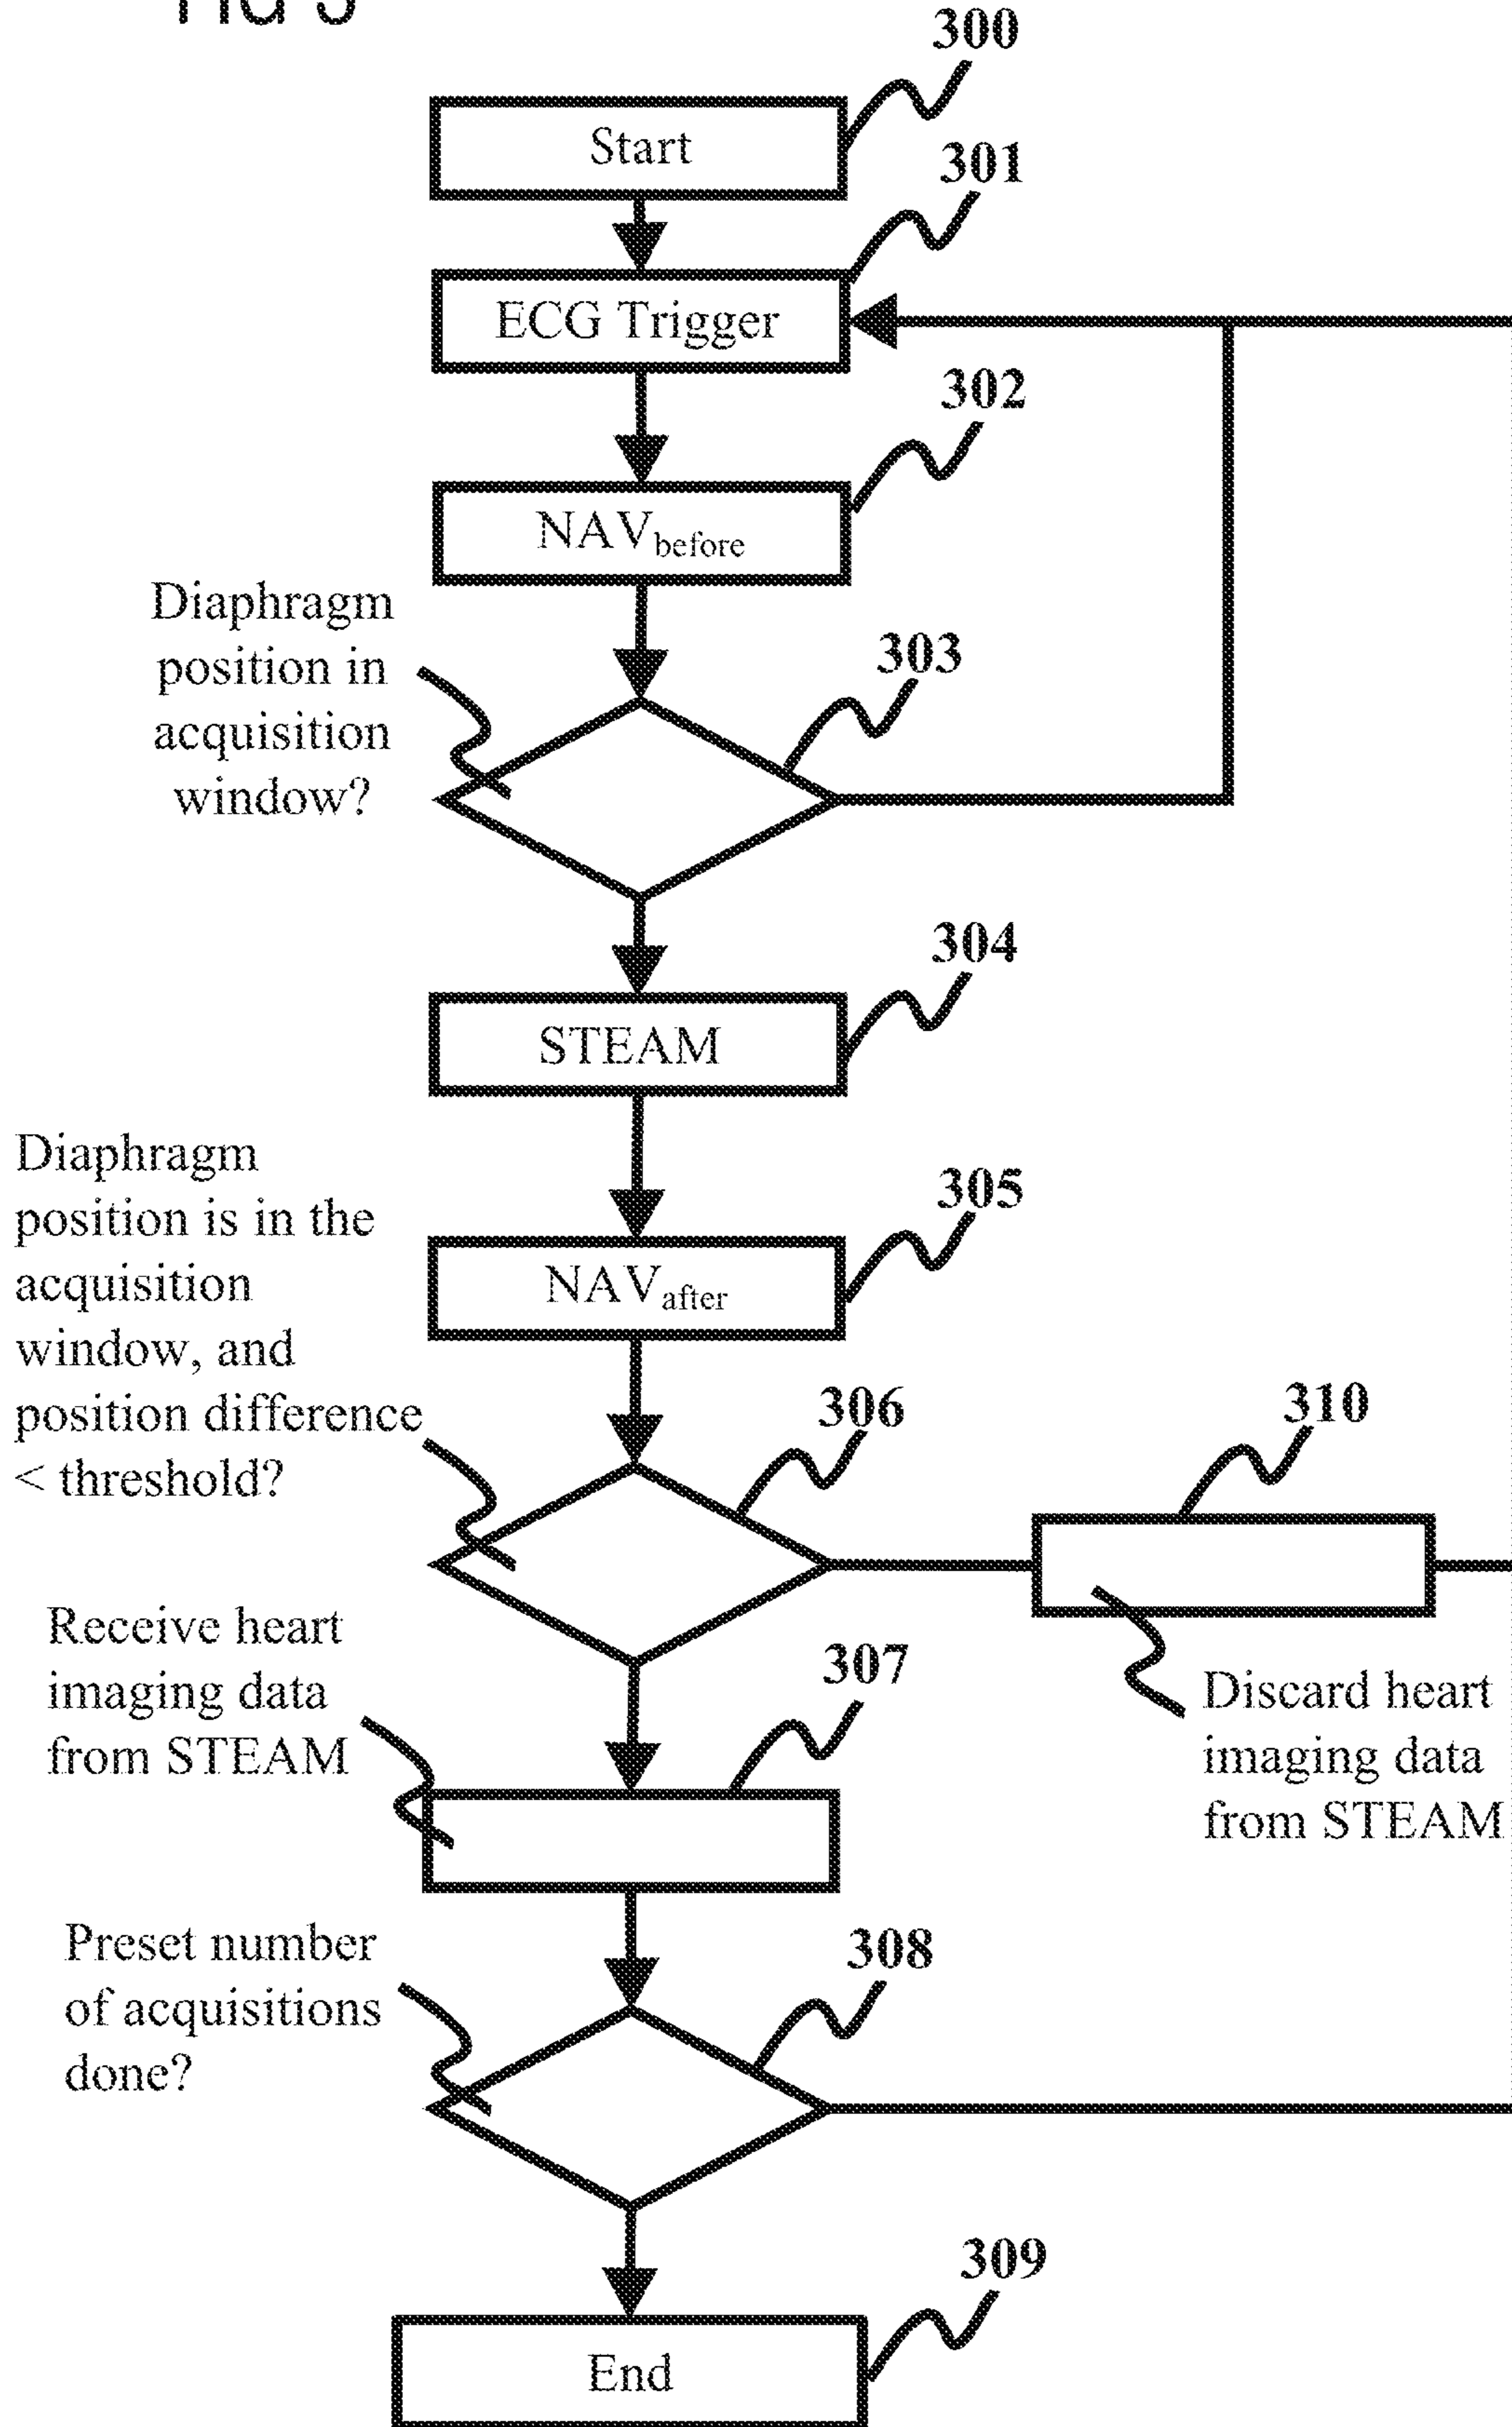 300
Start
301
ECG Trigger
302
NAVbefore
Diaphragm
position in
acquisition
window?
303
304
STEAM
Diaphragm
position is in the
acquisition
window, and
position difference
< threshold?
305
NAVafter
306
310
Receive heart
imaging data
from STEAM
307
Discard heart
imaging data
from STEAM
Preset number
of acquisitions
done?
308
309
End